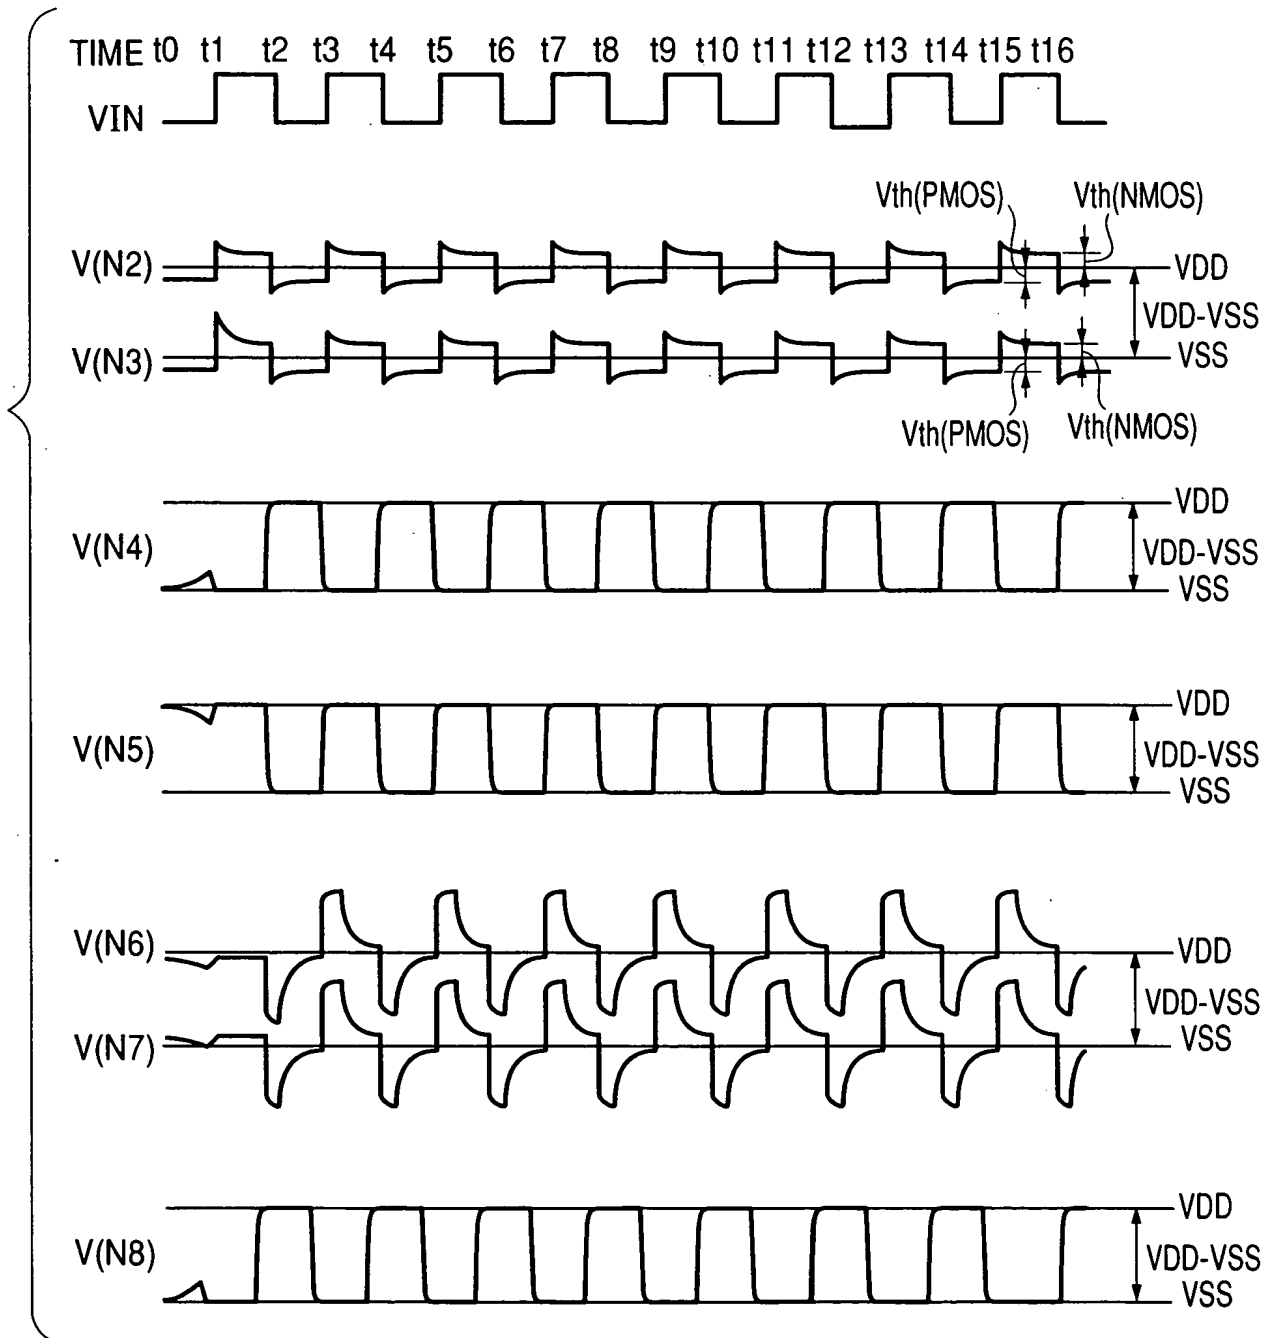 TIME t0 t1 t2 t3 t4 t5 t6 t7 t8 t9 t10 t11 t12 t13 t14 t15 t16
VIN
Vth(PMOS) Vth(NMOS)
V(N2) VDD
VDD-VSS
V(N3) VSS
Vth(PMOS) Vth(NMOS)
VDD
V(N4) VDD-VSS
VSS
VDD
V(N5) VDD-VSS
VSS
V(N6) VDD
VDD-VSS
V(N7) VSS
VDD
V(N8) VDD-VSS
VSS